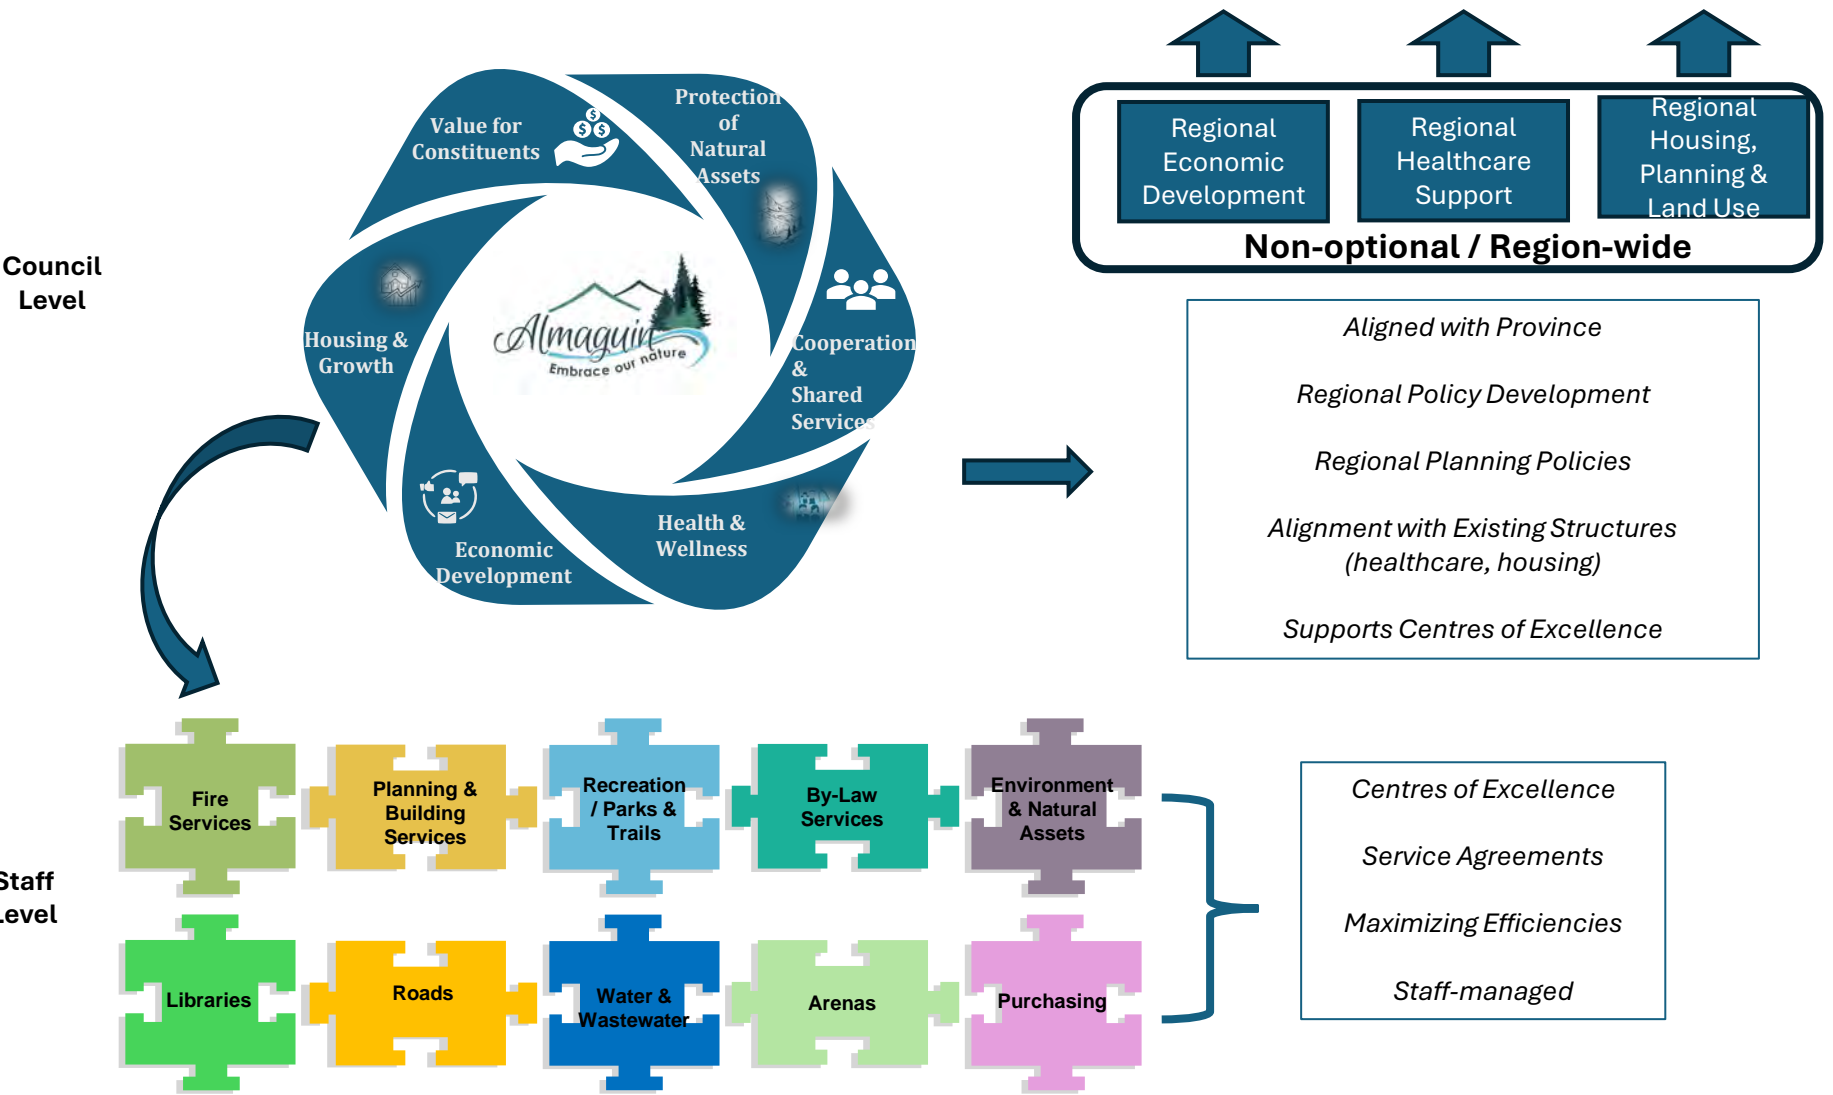 Council
Level
Value for
Constituents
Protection
of
Natural
Assets
Housing &
Growth
Almaguin
Embrace our nature
Cooperation
&
Shared
Services
Economic
Development
Health &
Wellness
Regional
Economic
Development
Regional
Healthcare
Support
Regional
Housing,
Planning &
Land Use
Non-optional / Region-wide
Aligned with Province
Regional Policy Development
Regional Planning Policies
Alignment with Existing Structures
(healthcare, housing)
Supports Centres of Excellence
Staff
Level
Fire
Services
Planning &
Building
Services
Recreation
/ Parks &
Trails
By-Law
Services
Environment
& Natural
Assets
Libraries
Roads
Water &
Wastewater
Arenas
Purchasing
Centres of Excellence
Service Agreements
Maximizing Efficiencies
Staff-managed